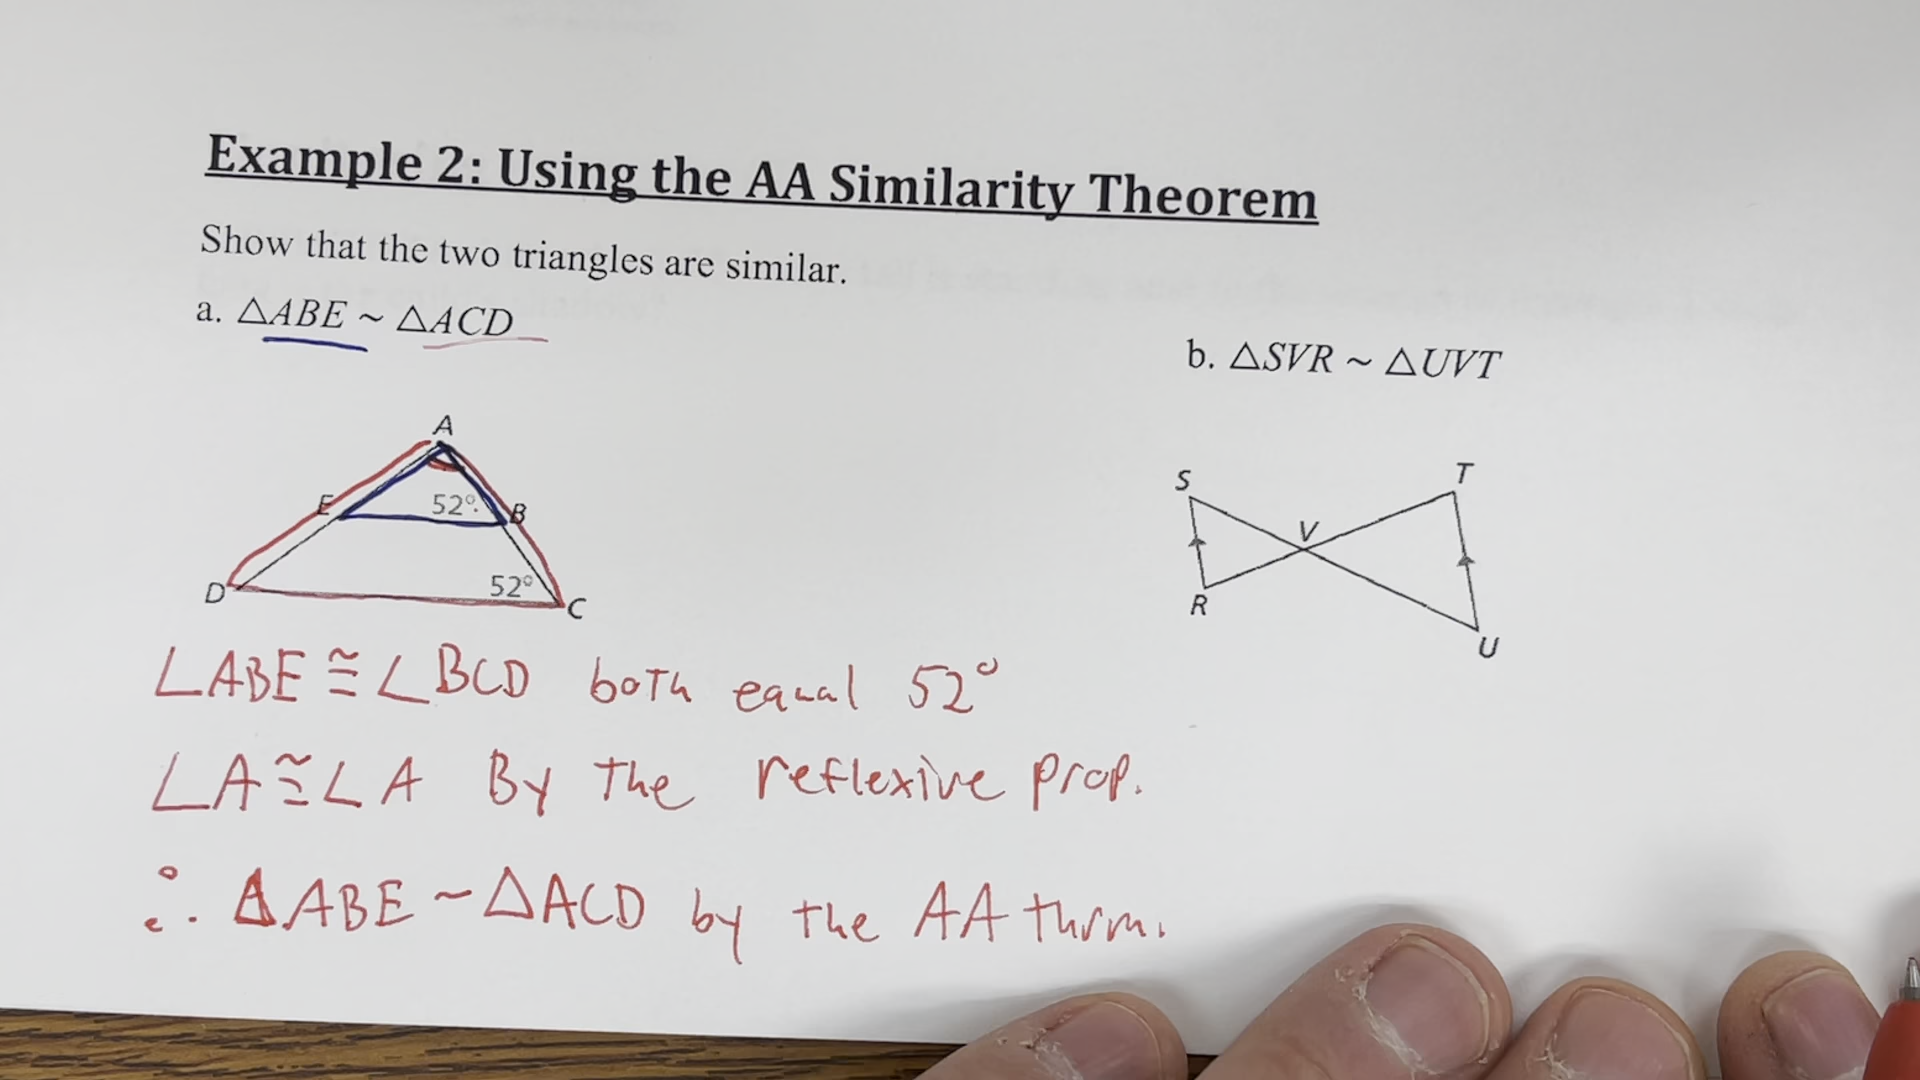 Example 2: Using the AA Similarity Theorem
Show that the two triangles are similar.
a. △ABE ~ △ACD
b. △SVR ~ △UVT
A
E
52°
B
D
52°
C
S
T
V
R
U
∠ABE ≅ ∠BCD both equal 52°
∠A ≅ ∠A By the reflexive prop.
∴ △ABE ~ △ACD by the AA thrm.